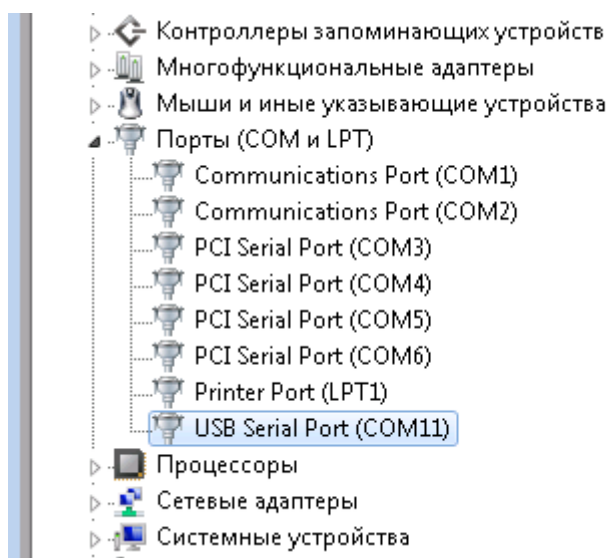 Контроллеры запоминающих устройств
Многофункциональные адаптеры
Мыши и иные указывающие устройства
Порты (COM и LPT)
Communications Port (COM1)
Communications Port (COM2)
PCI Serial Port (COM3)
PCI Serial Port (COM4)
PCI Serial Port (COM5)
PCI Serial Port (COM6)
Printer Port (LPT1)
USB Serial Port (COM11)
Процессоры
Сетевые адаптеры
Системные устройства